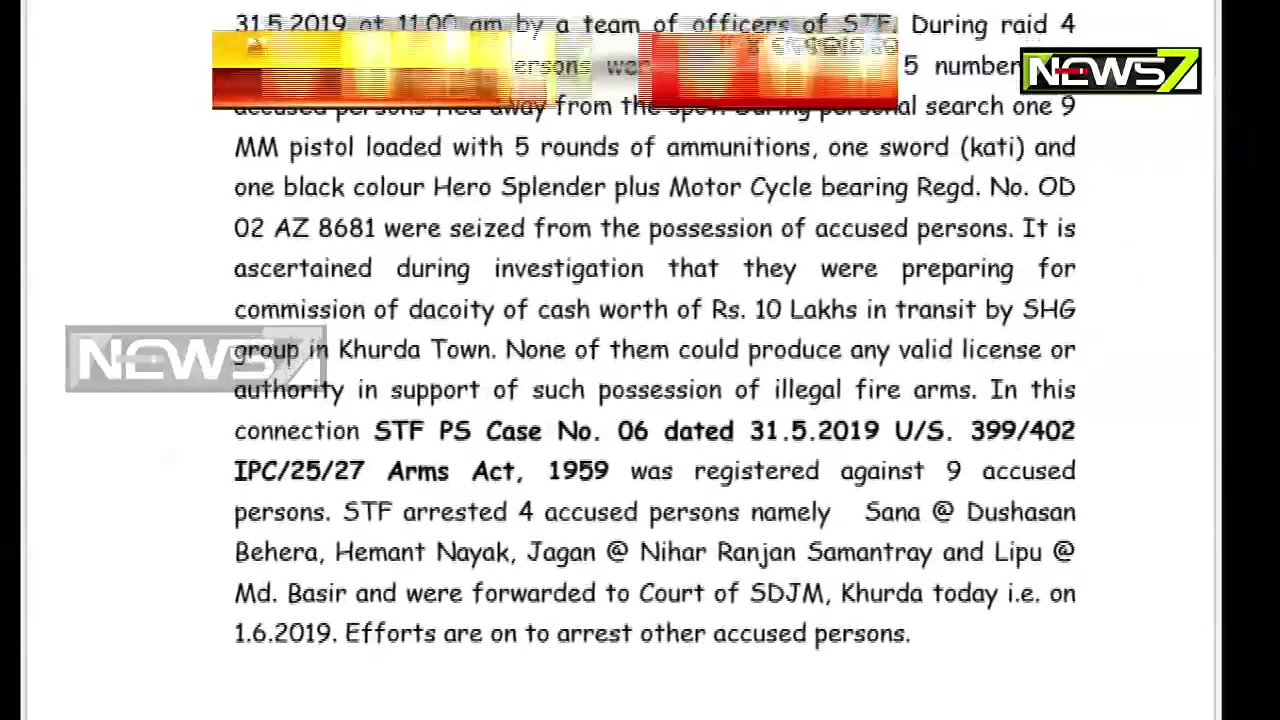 31.5.2019 at 11.00 am by a team of officers of STF. During raid 4
ersons wer 5 number
accused persons fled away from the spot. During personal search one 9
MM pistol loaded with 5 rounds of ammunitions, one sword (kati) and
one black colour Hero Splender plus Motor Cycle bearing Regd. No. OD
02 AZ 8681 were seized from the possession of accused persons. It is
ascertained during investigation that they were preparing for
commission of dacoity of cash worth of Rs. 10 Lakhs in transit by SHG
group in Khurda Town. None of them could produce any valid license or
authority in support of such possession of illegal fire arms. In this
connection STF PS Case No. 06 dated 31.5.2019 U/S. 399/402
IPC/25/27 Arms Act, 1959 was registered against 9 accused
persons. STF arrested 4 accused persons namely Sana @ Dushasan
Behera, Hemant Nayak, Jagan @ Nihar Ranjan Samantray and Lipu @
Md. Basir and were forwarded to Court of SDJM, Khurda today i.e. on
1.6.2019. Efforts are on to arrest other accused persons.
NEWS7
NEWS7